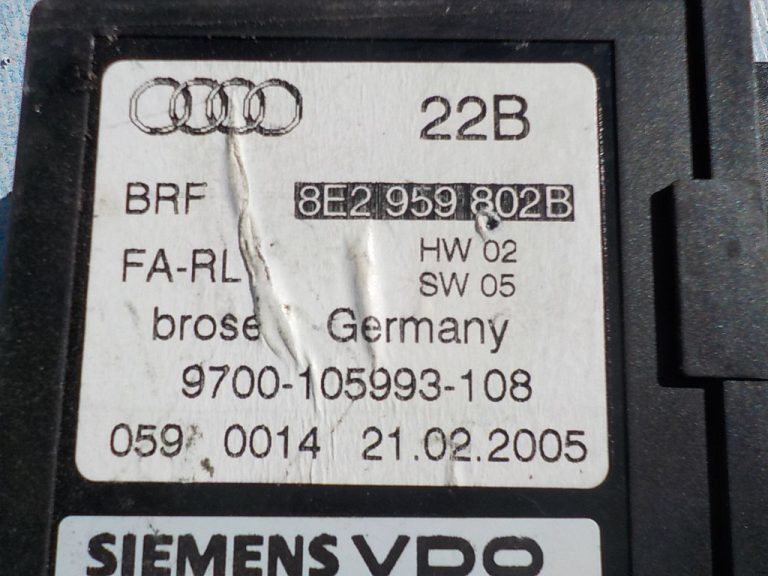 22B
BRF 8E2 959 802B
FA-RL HW 02
SW 05
brose Germany
9700-105993-108
059 0014 21.02.2005
SIEMENS VDO